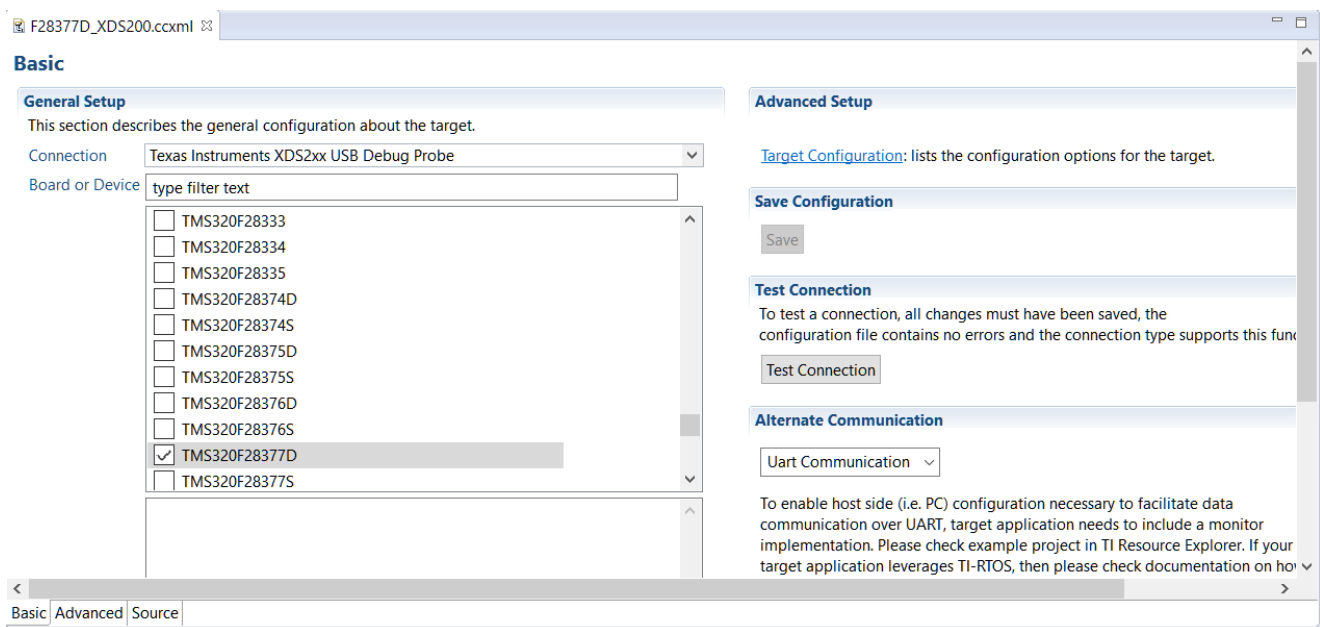 F28377D_XDS200.ccxml
Basic
General Setup
This section describes the general configuration about the target.
Connection
Texas Instruments XDS2xx USB Debug Probe
Board or Device
type filter text
TMS320F28333
TMS320F28334
TMS320F28335
TMS320F28374D
TMS320F28374S
TMS320F28375D
TMS320F28375S
TMS320F28376D
TMS320F28376S
TMS320F28377D
TMS320F28377S
Advanced Setup
Target Configuration: lists the configuration options for the target.
Save Configuration
Save
Test Connection
To test a connection, all changes must have been saved, the
configuration file contains no errors and the connection type supports this func
Test Connection
Alternate Communication
Uart Communication
To enable host side (i.e. PC) configuration necessary to facilitate data
communication over UART, target application needs to include a monitor
implementation. Please check example project in TI Resource Explorer. If your
target application leverages TI-RTOS, then please check documentation on how
Basic Advanced Source